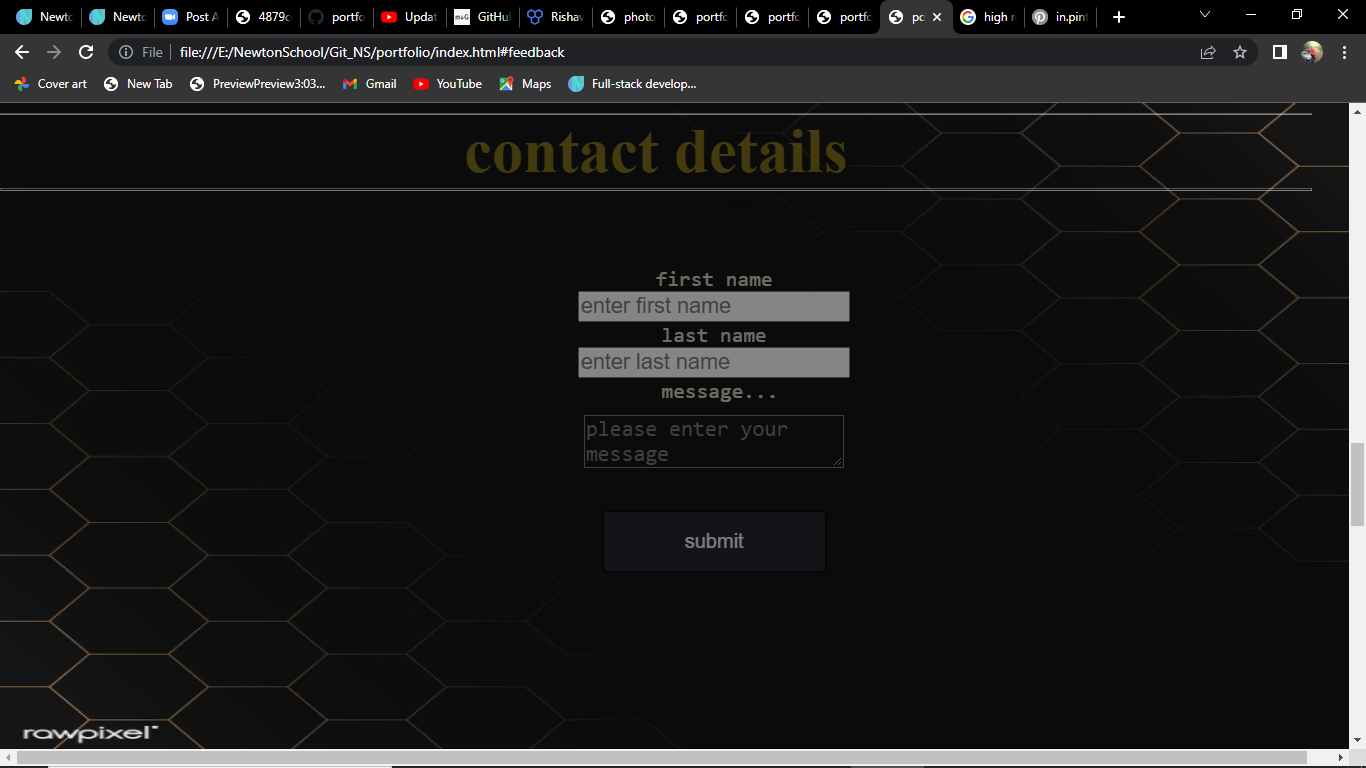 Newto
Newto
Post A
4879c
portfo
Updat
m&G
GitHu
Risha
photo
portfo
portfo
portfo
po
high r
in.pint
File
file:///E:/NewtonSchool/Git_NS/portfolio/index.html#feedback
Cover art
New Tab
PreviewPreview3:03...
Gmail
YouTube
Maps
Full-stack develop...
contact details
first name
enter first name
last name
enter last name
message...
please enter your
message
submit
rawpixel